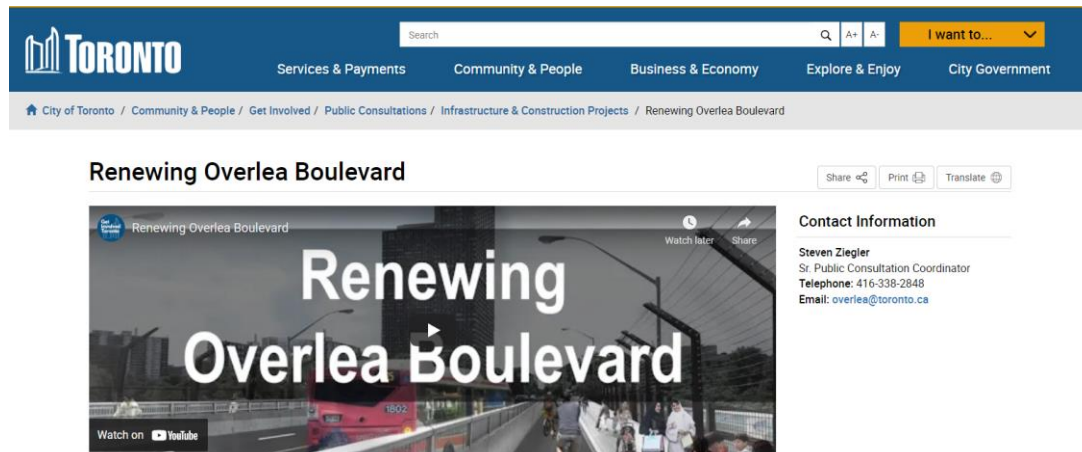 TORONTO
Search
A+ A-
I want to...
Services & Payments Community & People Business & Economy Explore & Enjoy City Government
City of Toronto / Community & People / Get Involved / Public Consultations / Infrastructure & Construction Projects / Renewing Overlea Boulevard
Renewing Overlea Boulevard
Share Print Translate
Get Involved Toronto
Renewing Overlea Boulevard
Watch later Share
Renewing
Overlea Boulevard
1802
Watch on YouTube
Contact Information
Steven Ziegler
Sr. Public Consultation Coordinator
Telephone: 416-338-2848
Email: overlea@toronto.ca